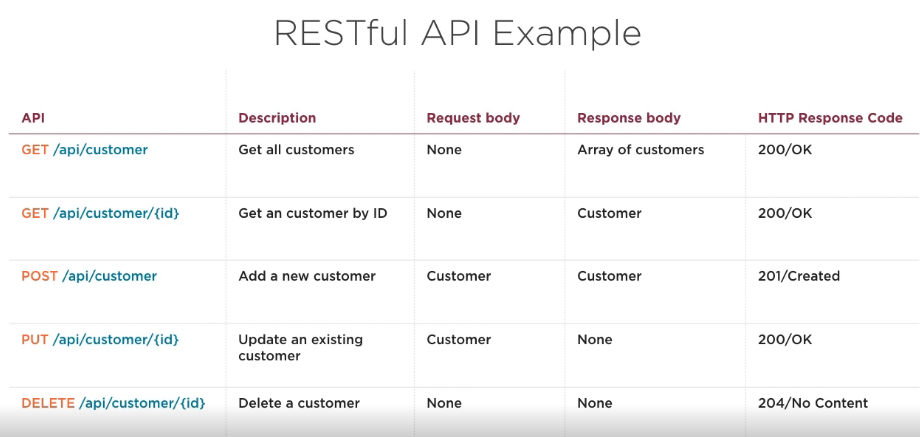 RESTful API Example
API Description Request body Response body HTTP Response Code
GET /api/customer Get all customers None Array of customers 200/OK
GET /api/customer/{id} Get an customer by ID None Customer 200/OK
POST /api/customer Add a new customer Customer Customer 201/Created
PUT /api/customer/{id} Update an existing Customer None 200/OK
customer
DELETE /api/customer/{id} Delete a customer None None 204/No Content